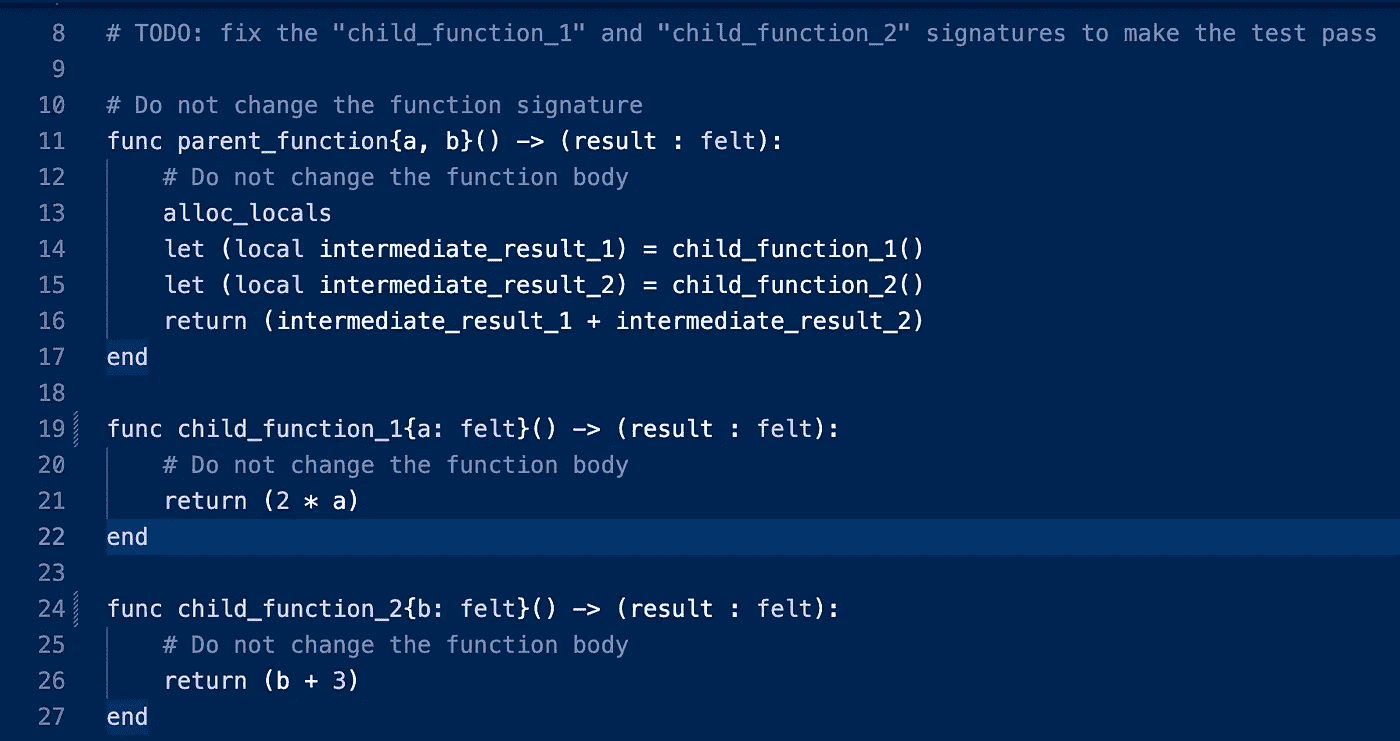 8 # TODO: fix the "child_function_1" and "child_function_2" signatures to make the test pass
9
10 # Do not change the function signature
11 func parent_function{a, b}() -> (result : felt):
12 # Do not change the function body
13 alloc_locals
14 let (local intermediate_result_1) = child_function_1()
15 let (local intermediate_result_2) = child_function_2()
16 return (intermediate_result_1 + intermediate_result_2)
17 end
18
19 func child_function_1{a: felt}() -> (result : felt):
20 # Do not change the function body
21 return (2 * a)
22 end
23
24 func child_function_2{b: felt}() -> (result : felt):
25 # Do not change the function body
26 return (b + 3)
27 end